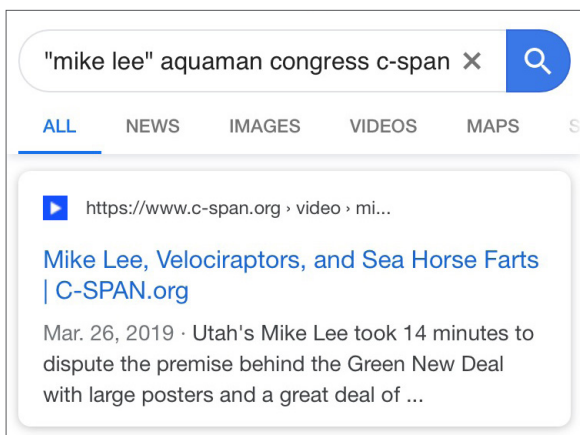 "mike lee" aquaman congress c-span
ALL NEWS IMAGES VIDEOS MAPS
https://www.c-span.org › video › mi...
Mike Lee, Velociraptors, and Sea Horse Farts
| C-SPAN.org
Mar. 26, 2019 · Utah's Mike Lee took 14 minutes to
dispute the premise behind the Green New Deal
with large posters and a great deal of ...